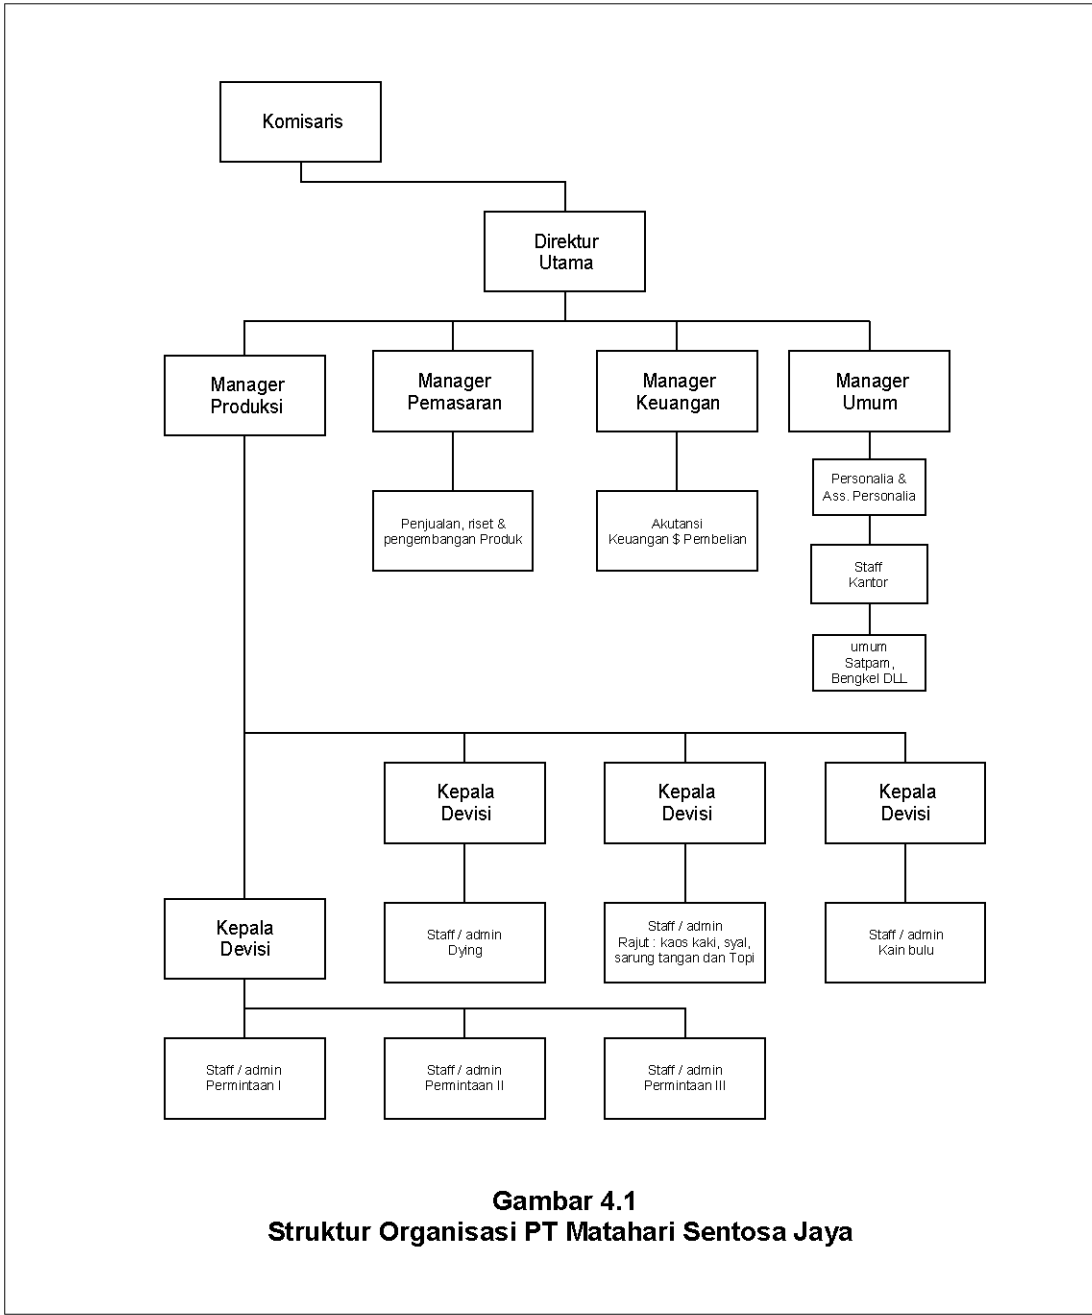 Komisaris
Direktur
Utama
Manager
Produksi
Manager
Pemasaran
Manager
Keuangan
Manager
Umum
Penjualan, riset &
pengembangan Produk
Akutansi
Keuangan $ Pembelian
Personalia &
Ass. Personalia
Staff
Kantor
umum
Satpam,
Bengkel DLL
Kepala
Devisi
Kepala
Devisi
Kepala
Devisi
Kepala
Devisi
Staff / admin
Dying
Staff / admin
Rajut : kaos kaki, syal,
sarung tangan dan Topi
Staff / admin
Kain bulu
Staff / admin
Permintaan I
Staff / admin
Permintaan II
Staff / admin
Permintaan III
Gambar 4.1
Struktur Organisasi PT Matahari Sentosa Jaya